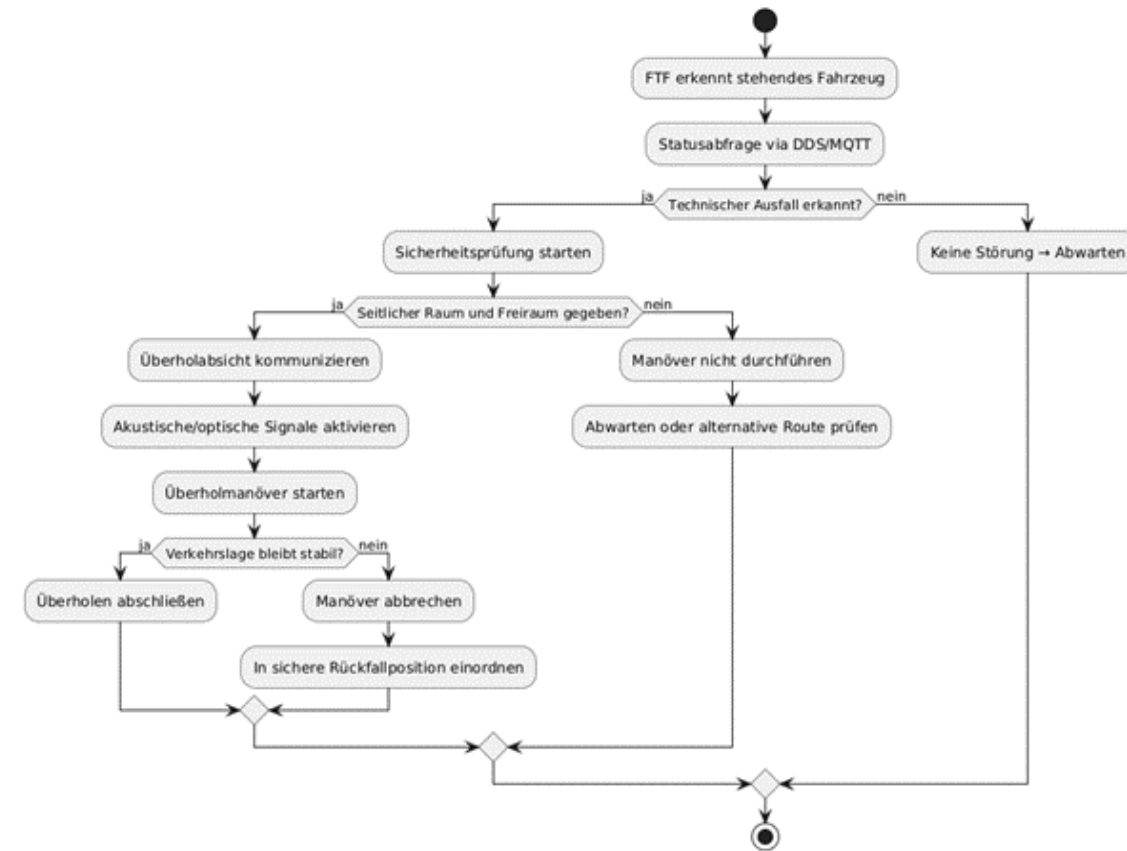 FTF erkennt stehendes Fahrzeug
Statusabfrage via DDS/MQTT
ja
Technischer Ausfall erkannt?
nein
Sicherheitsprüfung starten
Keine Störung → Abwarten
ja
Seitlicher Raum und Freiraum gegeben?
nein
Überholabsicht kommunizieren
Manöver nicht durchführen
Akustische/optische Signale aktivieren
Abwarten oder alternative Route prüfen
Überholmanöver starten
ja
Verkehrslage bleibt stabil?
nein
Überholen abschließen
Manöver abbrechen
In sichere Rückfallposition einordnen